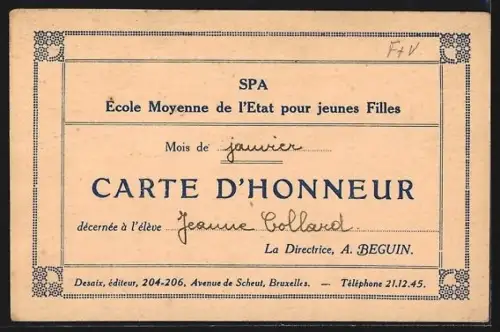 F+V
SPA
École Moyenne de l'Etat pour jeunes Filles
Mois de janvier
CARTE D'HONNEUR
décernée à l'élève Jeanne Collard.
La Directrice, A. BEGUIN.
Desaix, éditeur, 204-206, Avenue de Scheut, Bruxelles. — Téléphone 21.12.45.